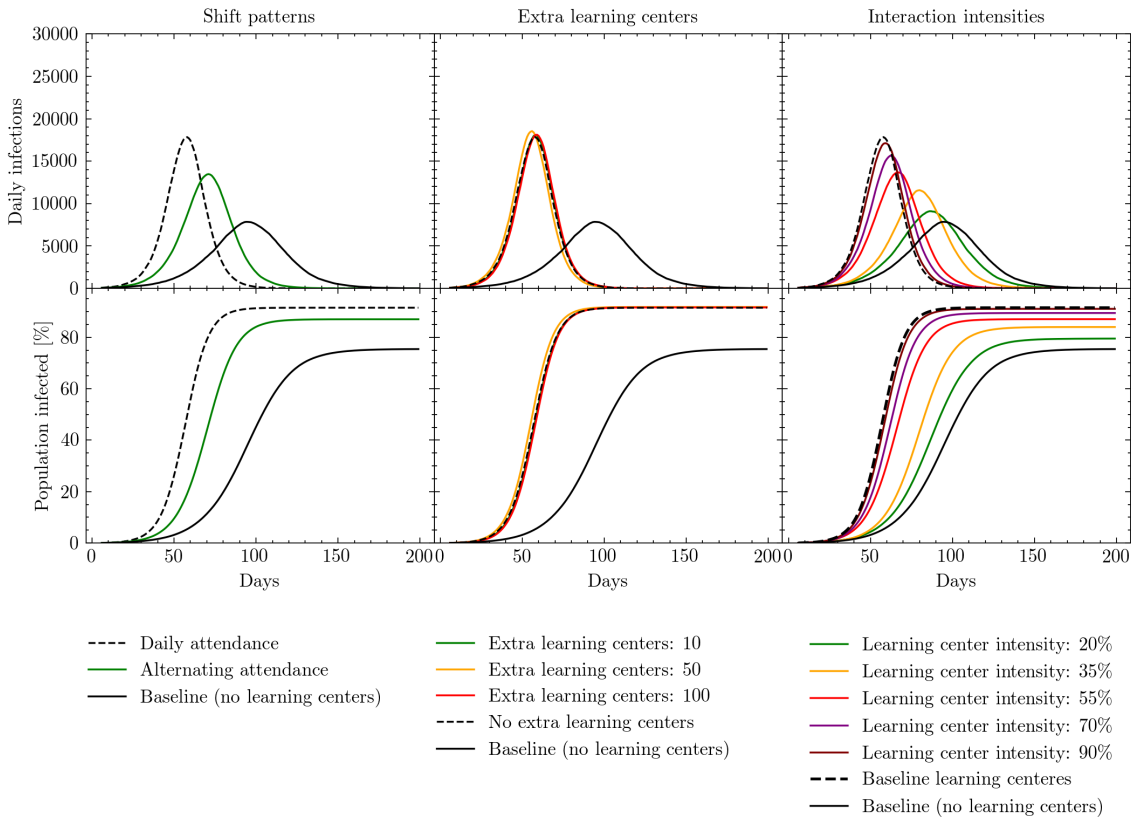 Shift patterns
Extra learning centers
Interaction intensities
30000
25000
20000
15000
10000
5000
0
Daily infections
80
60
40
20
0
Population infected [%]
0 50 100 150 200
0 50 100 150 200
0 50 100 150 200
Days
Days
Days
Daily attendance
Alternating attendance
Baseline (no learning centers)
Extra learning centers: 10
Extra learning centers: 50
Extra learning centers: 100
No extra learning centers
Baseline (no learning centers)
Learning center intensity: 20%
Learning center intensity: 35%
Learning center intensity: 55%
Learning center intensity: 70%
Learning center intensity: 90%
Baseline learning centeres
Baseline (no learning centers)